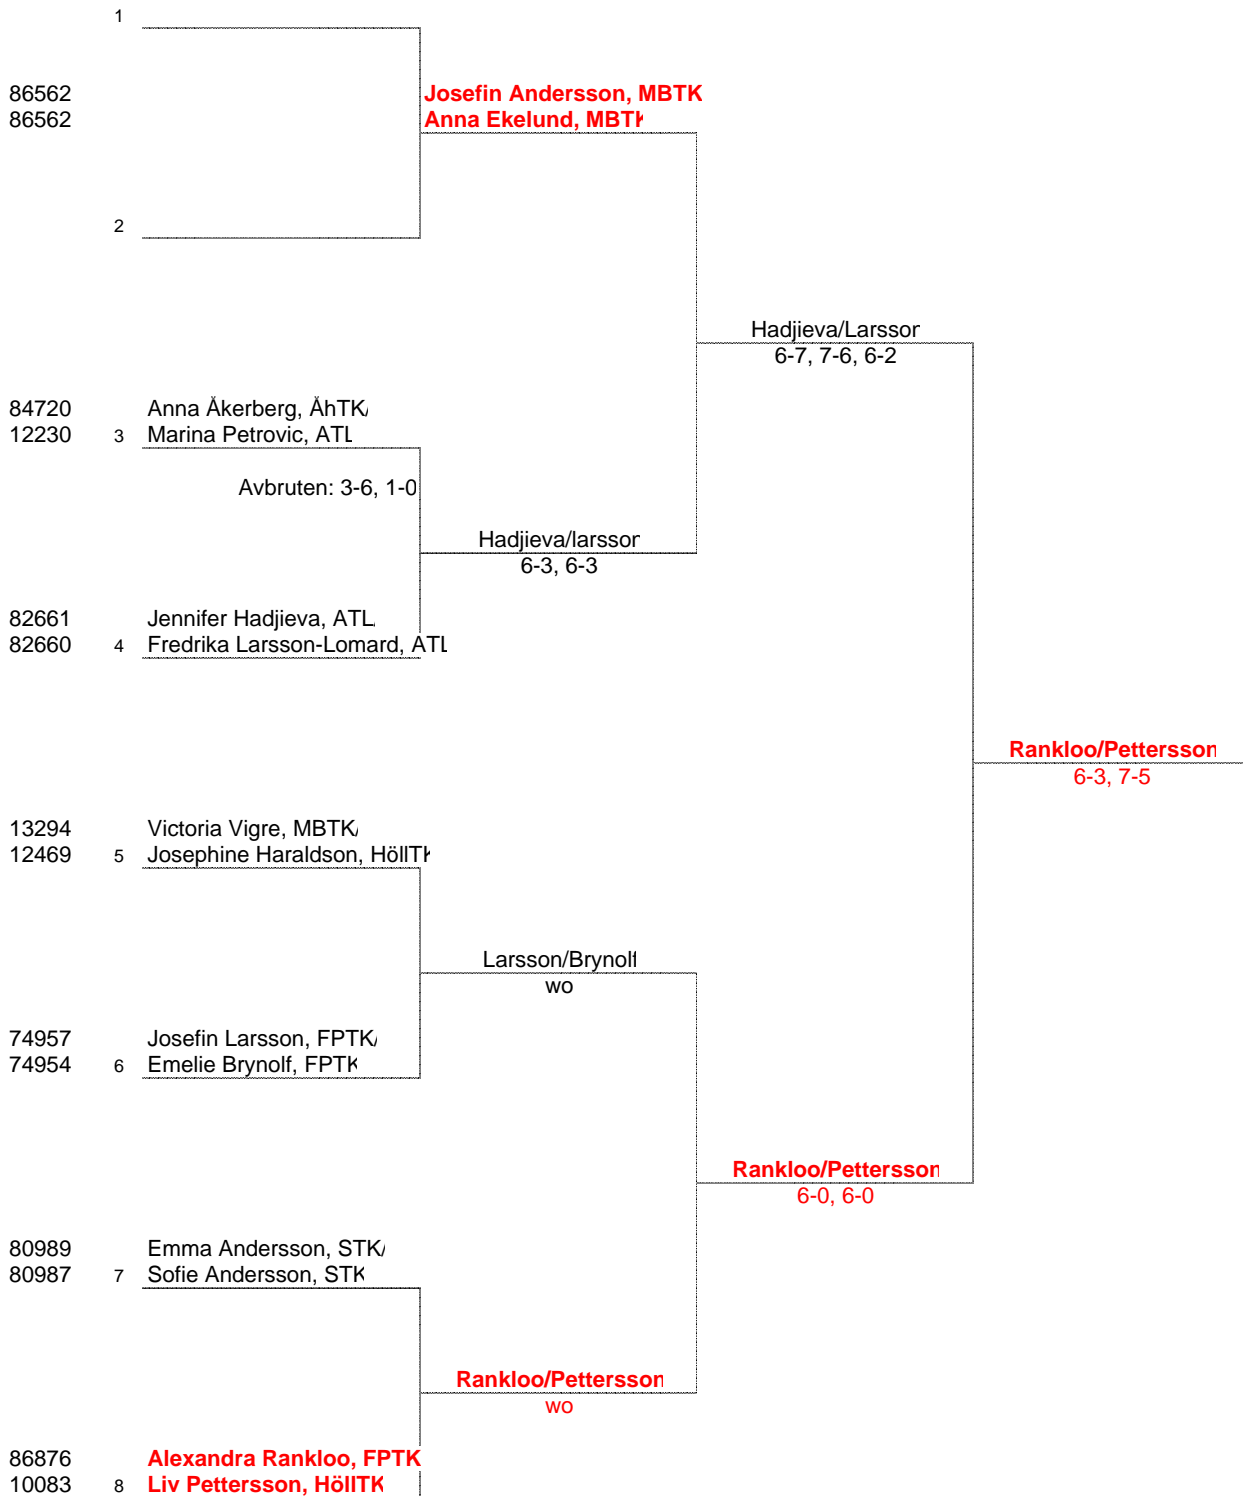 1
86562 Josefin Andersson, MBTK
86562 Anna Ekelund, MBTK
2
Hadjieva/Larsson
6-7, 7-6, 6-2
84720 Anna Åkerberg, ÅhTK/
12230 3 Marina Petrovic, ATL
Avbruten: 3-6, 1-0
Hadjieva/larsson
6-3, 6-3
82661 Jennifer Hadjieva, ATL/
82660 4 Fredrika Larsson-Lomard, ATL
Rankloo/Pettersson
6-3, 7-5
13294 Victoria Vigre, MBTK/
12469 5 Josephine Haraldson, HöllTK
Larsson/Brynolf
wo
74957 Josefin Larsson, FPTK/
74954 6 Emelie Brynolf, FPTK
Rankloo/Pettersson
6-0, 6-0
80989 Emma Andersson, STK/
80987 7 Sofie Andersson, STK
Rankloo/Pettersson
wo
86876 Alexandra Rankloo, FPTK
10083 8 Liv Pettersson, HöllTK